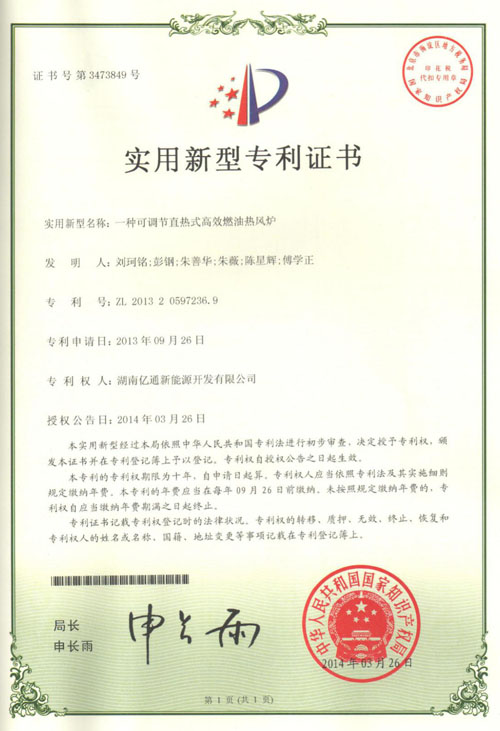 证书号第3473849号
印花税
代扣专用章
实用新型专利证书
实用新型名称：一种可调节直热式高效燃油热风炉
发明人：刘珂铭;彭钢;朱善华;朱薇;陈星辉;傅学正
专利号：ZL 2013 2 0597236.9
专利申请日：2013年09月26日
专利权人：湖南亿通新能源开发有限公司
授权公告日：2014年03月26日
本实用新型经过本局依照中华人民共和国专利法进行初步审查，决定授予专利权，颁
发本证书并在专利登记簿上予以登记。专利权自授权公告之日起生效。
本专利的专利权期限为十年，自申请日起算。专利权人应当依照专利法及其实施细则
规定缴纳年费。本专利的年费应当在每年09月26日前缴纳。未按照规定缴纳年费的，专
利权自应当缴纳年费期满之日起终止。
专利证书记载专利权登记时的法律状况。专利权的转移、质押、无效、终止、恢复和
专利权人的姓名或名称、国籍、地址变更等事项记载在专利登记簿上。
局长
申长雨
申长雨
中华人民共和国国家知识产权局
2014年03月26日
第1页(共1页)